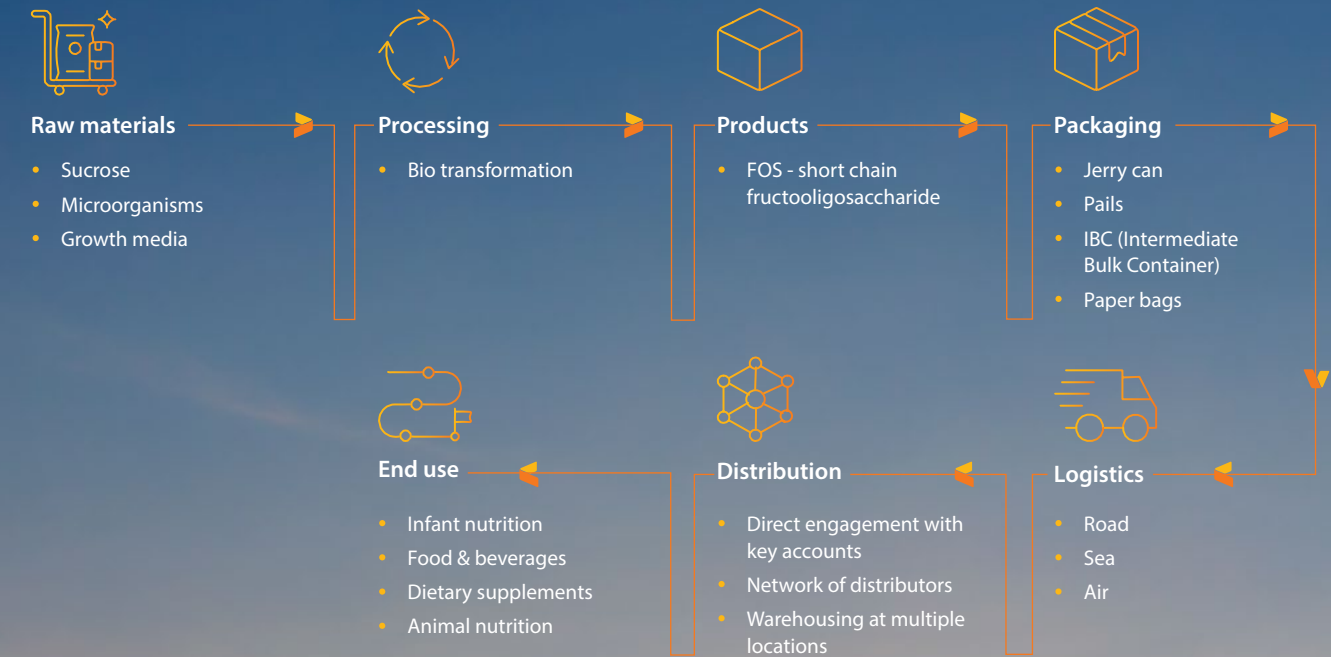 Raw materials
• Sucrose
• Microorganisms
• Growth media
Processing
• Bio transformation
Products
• FOS - short chain
fructooligosaccharide
Packaging
• Jerry can
• Pails
• IBC (Intermediate
Bulk Container)
• Paper bags
Logistics
• Road
• Sea
• Air
Distribution
• Direct engagement with
key accounts
• Network of distributors
• Warehousing at multiple
locations
End use
• Infant nutrition
• Food & beverages
• Dietary supplements
• Animal nutrition